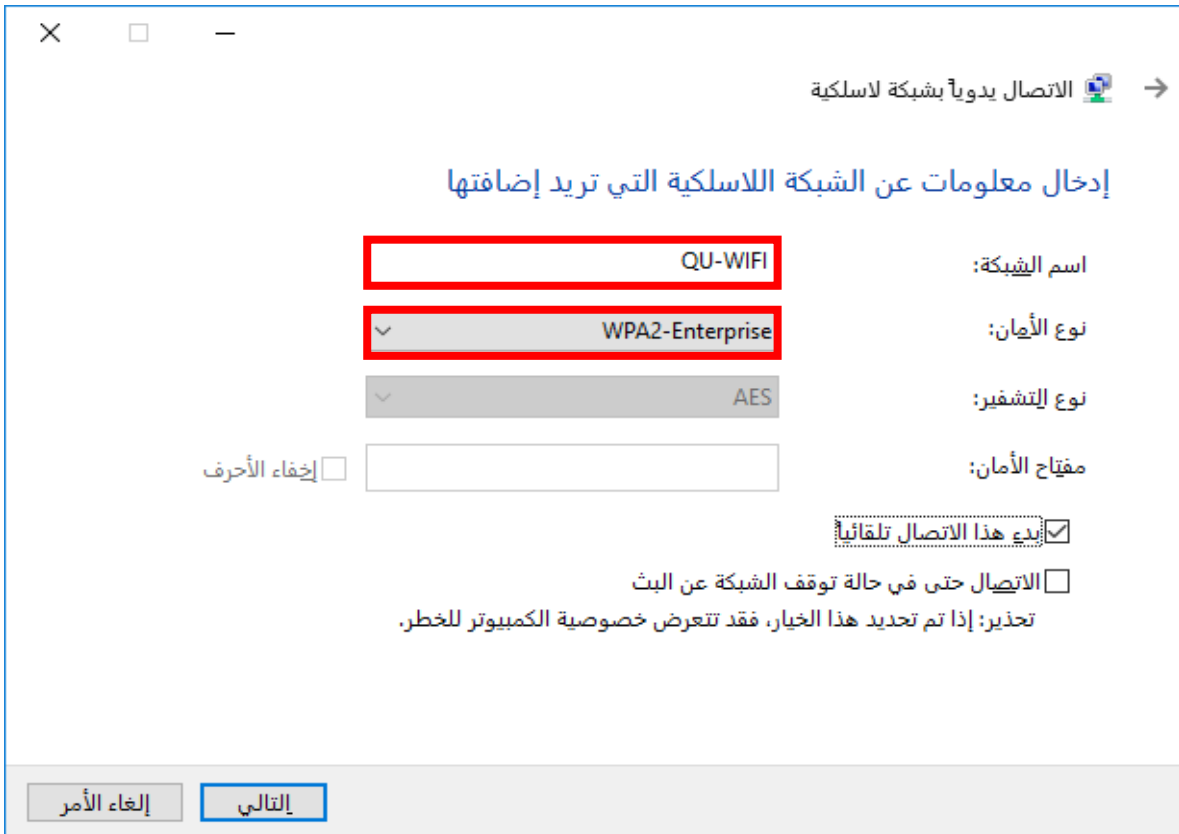 الاتصال يدوياً بشبكة لاسلكية
إدخال معلومات عن الشبكة اللاسلكية التي تريد إضافتها
اسم الشبكة: QU-WIFI
نوع الأمان: WPA2-Enterprise
نوع التشفير: AES
مفتاح الأمان: إخفاء الأحرف
بدء هذا الاتصال تلقائياً
الاتصال حتى في حالة توقف الشبكة عن البث
تحذير: إذا تم تحديد هذا الخيار، فقد تتعرض خصوصية الكمبيوتر للخطر.
التالي إلغاء الأمر